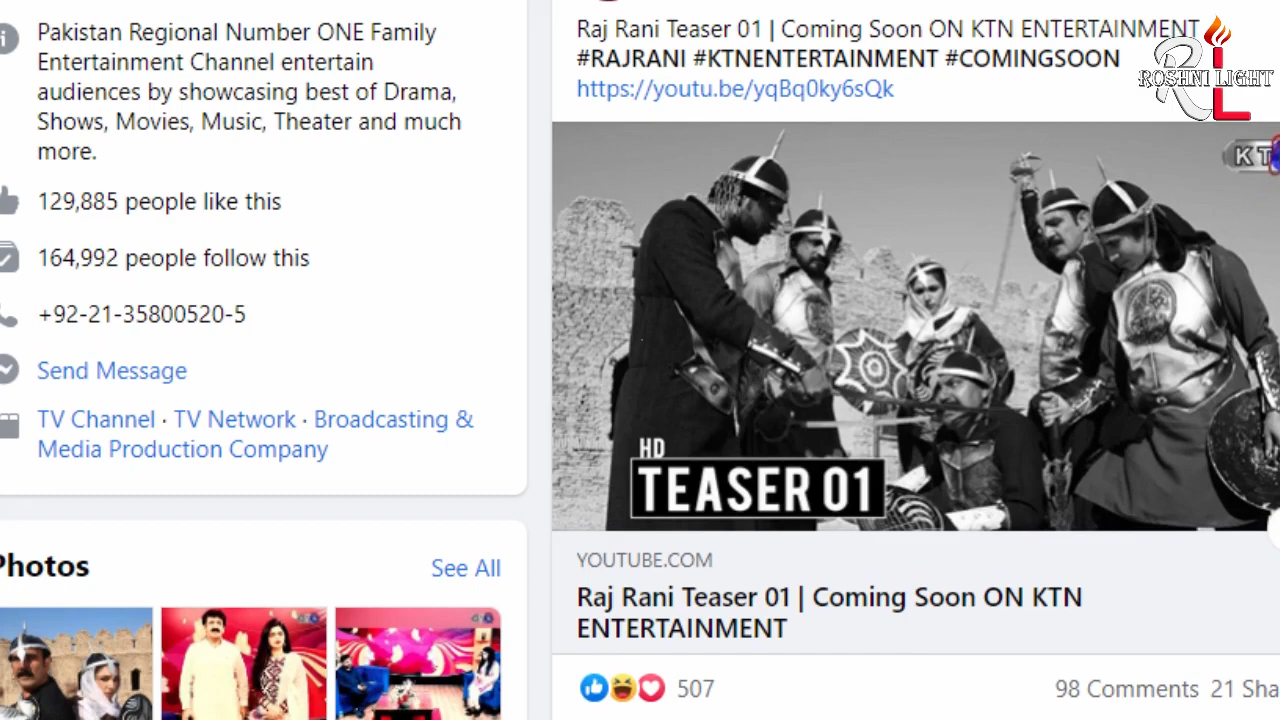 Pakistan Regional Number ONE Family
Entertainment Channel entertain
audiences by showcasing best of Drama,
Shows, Movies, Music, Theater and much
more.
129,885 people like this
164,992 people follow this
+92-21-35800520-5
Send Message
TV Channel · TV Network · Broadcasting &
Media Production Company
Photos
See All
Raj Rani Teaser 01 | Coming Soon ON KTN ENTERTAINMENT
#RAJRANI #KTNENTERTAINMENT #COMINGSOON
https://youtu.be/yqBq0ky6sQk
RL
ROSHNI LIGHT
KT
HD
TEASER 01
YOUTUBE.COM
Raj Rani Teaser 01 | Coming Soon ON KTN
ENTERTAINMENT
507
98 Comments 21 Sha